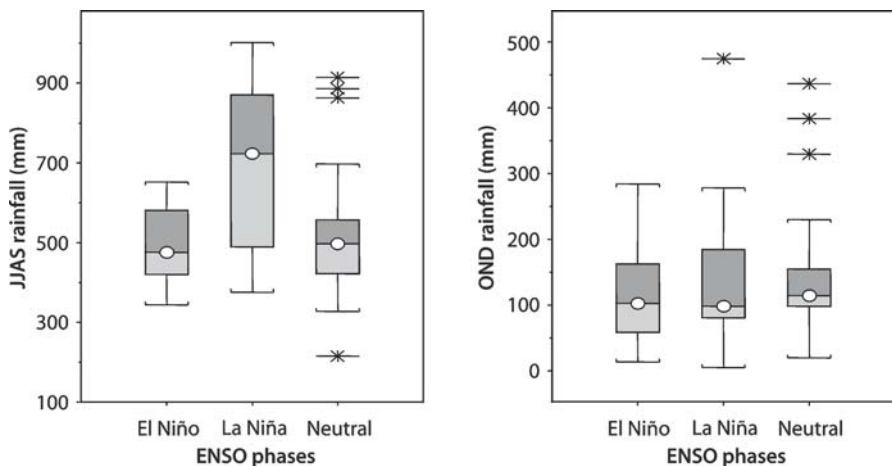 JJAS rainfall (mm)
900
700
500
300
100
El Niño La Niña Neutral
ENSO phases
OND rainfall (mm)
500
400
300
200
100
0
El Niño La Niña Neutral
ENSO phases